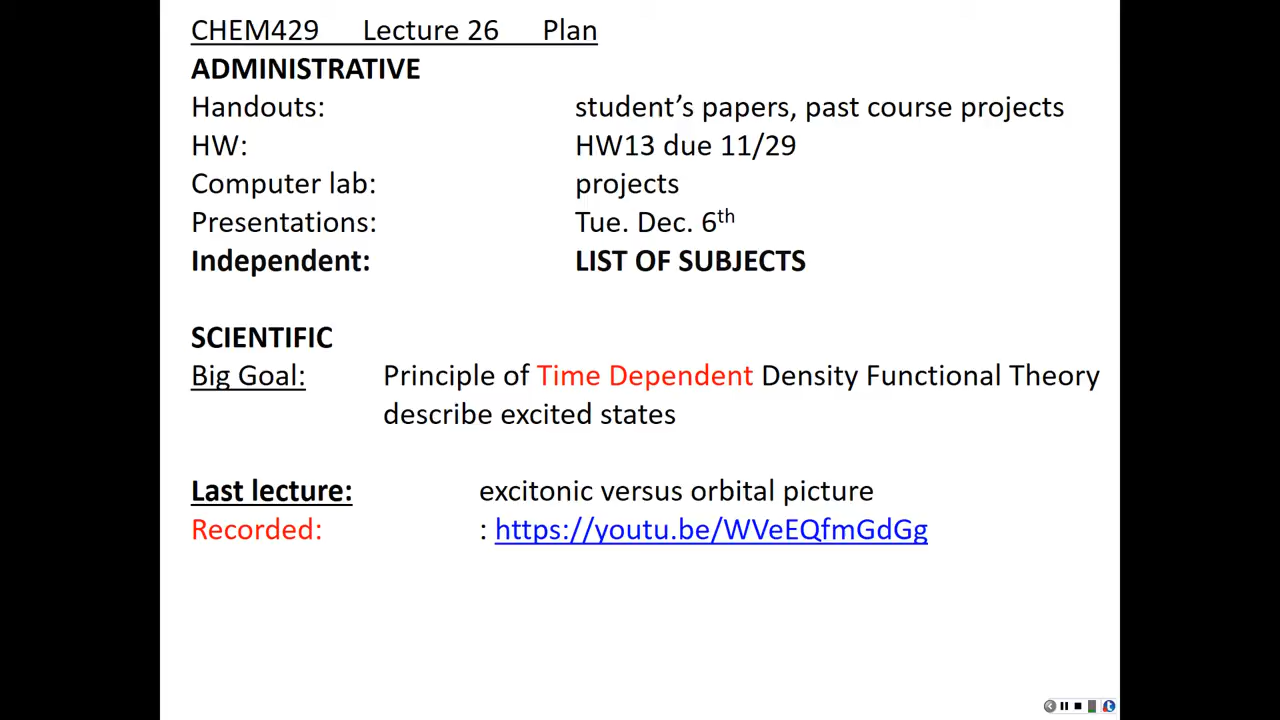 CHEM429 Lecture 26 Plan
ADMINISTRATIVE
Handouts: student’s papers, past course projects
HW: HW13 due 11/29
Computer lab: projects
Presentations: Tue. Dec. 6th
Independent: LIST OF SUBJECTS
SCIENTIFIC
Big Goal: Principle of Time Dependent Density Functional Theory
describe excited states
Last lecture: excitonic versus orbital picture
Recorded: : https://youtu.be/WVeEQfmGdGg